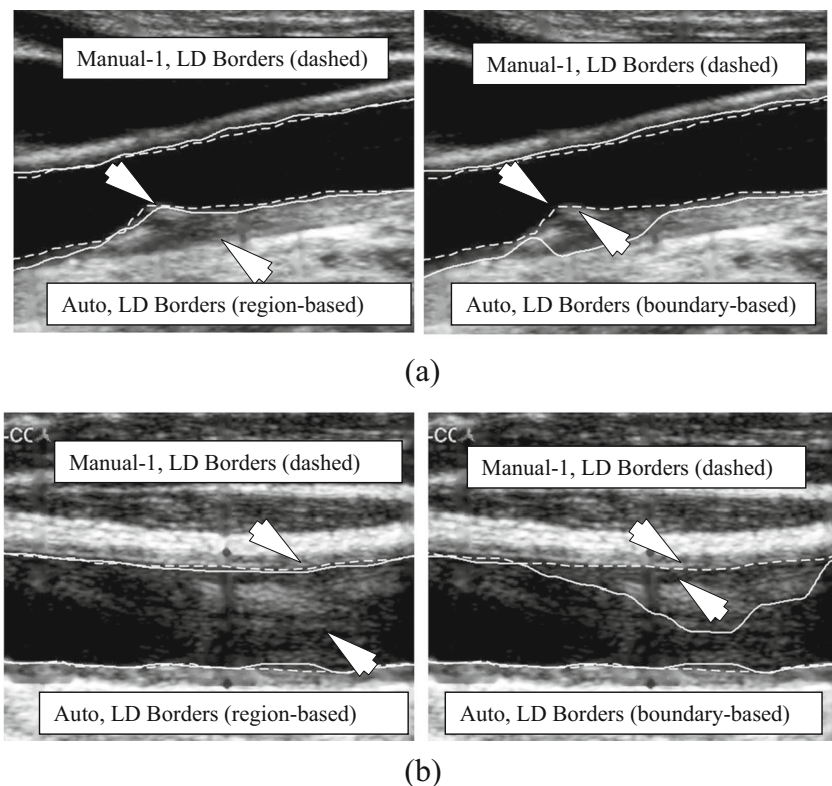 Manual-1, LD Borders (dashed)
Manual-1, LD Borders (dashed)
Auto, LD Borders (region-based)
Auto, LD Borders (boundary-based)
(a)
Manual-1, LD Borders (dashed)
Manual-1, LD Borders (dashed)
Auto, LD Borders (region-based)
Auto, LD Borders (boundary-based)
(b)